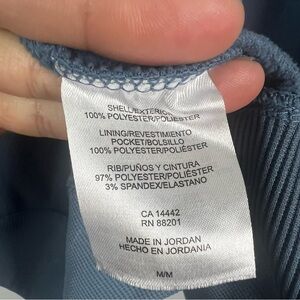 SHELL/EXTERIOR
100% POLYESTER/POLIÉSTER
LINING/REVESTIMIENTO
POCKET/BOLSILLO
100% POLYESTER/POLIÉSTER
RIB/PUÑOS Y CINTURA
97% POLYESTER/POLIÉSTER
3% SPANDEX/ELASTANO
CA 14442
RN 88201
MADE IN JORDAN
HECHO EN JORDANIA
M/M